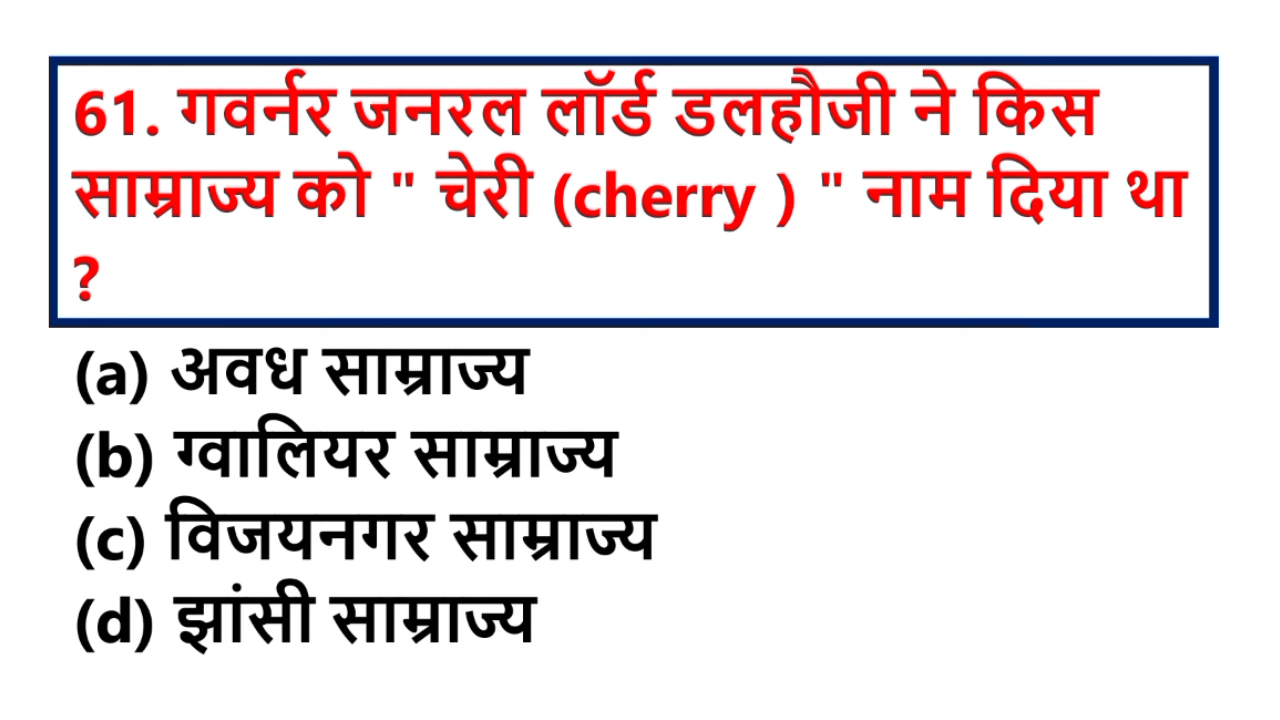 61. गवर्नर जनरल लॉर्ड डलहौजी ने किस
साम्राज्य को " चेरी (cherry ) " नाम दिया था
?
(a) अवध साम्राज्य
(b) ग्वालियर साम्राज्य
(c) विजयनगर साम्राज्य
(d) झांसी साम्राज्य